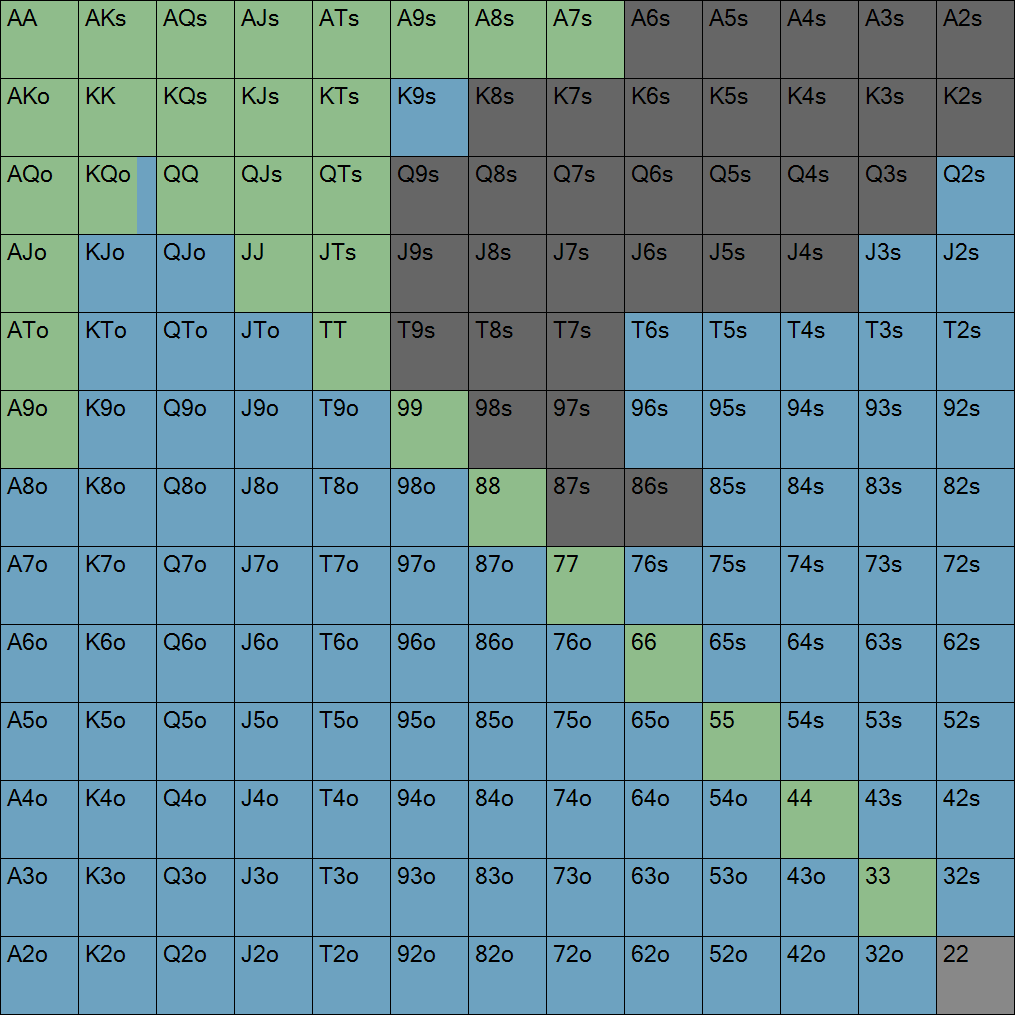 AA AKs AQs AJs ATs A9s A8s A7s A6s A5s A4s A3s A2s
AKo KK KQs KJs KTs K9s K8s K7s K6s K5s K4s K3s K2s
AQo KQo QQ QJs QTs Q9s Q8s Q7s Q6s Q5s Q4s Q3s Q2s
AJo KJo QJo JJ JTs J9s J8s J7s J6s J5s J4s J3s J2s
ATo KTo QTo JTo TT T9s T8s T7s T6s T5s T4s T3s T2s
A9o K9o Q9o J9o T9o 99 98s 97s 96s 95s 94s 93s 92s
A8o K8o Q8o J8o T8o 98o 88 87s 86s 85s 84s 83s 82s
A7o K7o Q7o J7o T7o 97o 87o 77 76s 75s 74s 73s 72s
A6o K6o Q6o J6o T6o 96o 86o 76o 66 65s 64s 63s 62s
A5o K5o Q5o J5o T5o 95o 85o 75o 65o 55 54s 53s 52s
A4o K4o Q4o J4o T4o 94o 84o 74o 64o 54o 44 43s 42s
A3o K3o Q3o J3o T3o 93o 83o 73o 63o 53o 43o 33 32s
A2o K2o Q2o J2o T2o 92o 82o 72o 62o 52o 42o 32o 22